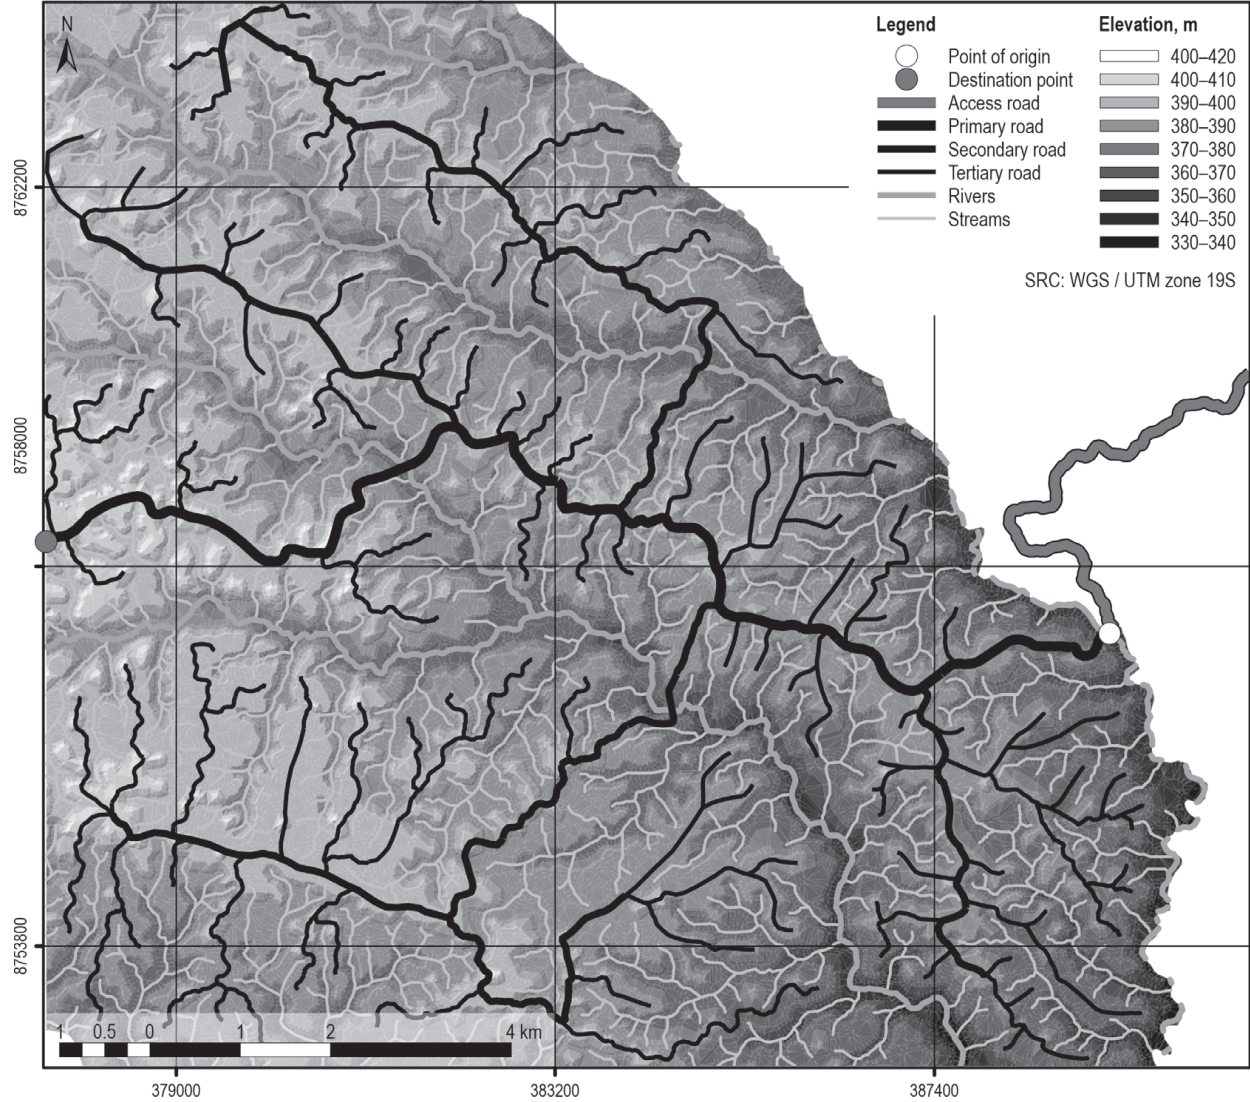 N
Legend
Point of origin
Destination point
Access road
Primary road
Secondary road
Tertiary road
Rivers
Streams
Elevation, m
400–420
400–410
390–400
380–390
370–380
360–370
350–360
340–350
330–340
SRC: WGS / UTM zone 19S
8762200
8758000
8753800
1 0.5 0 1 2 4 km
379000 383200 387400